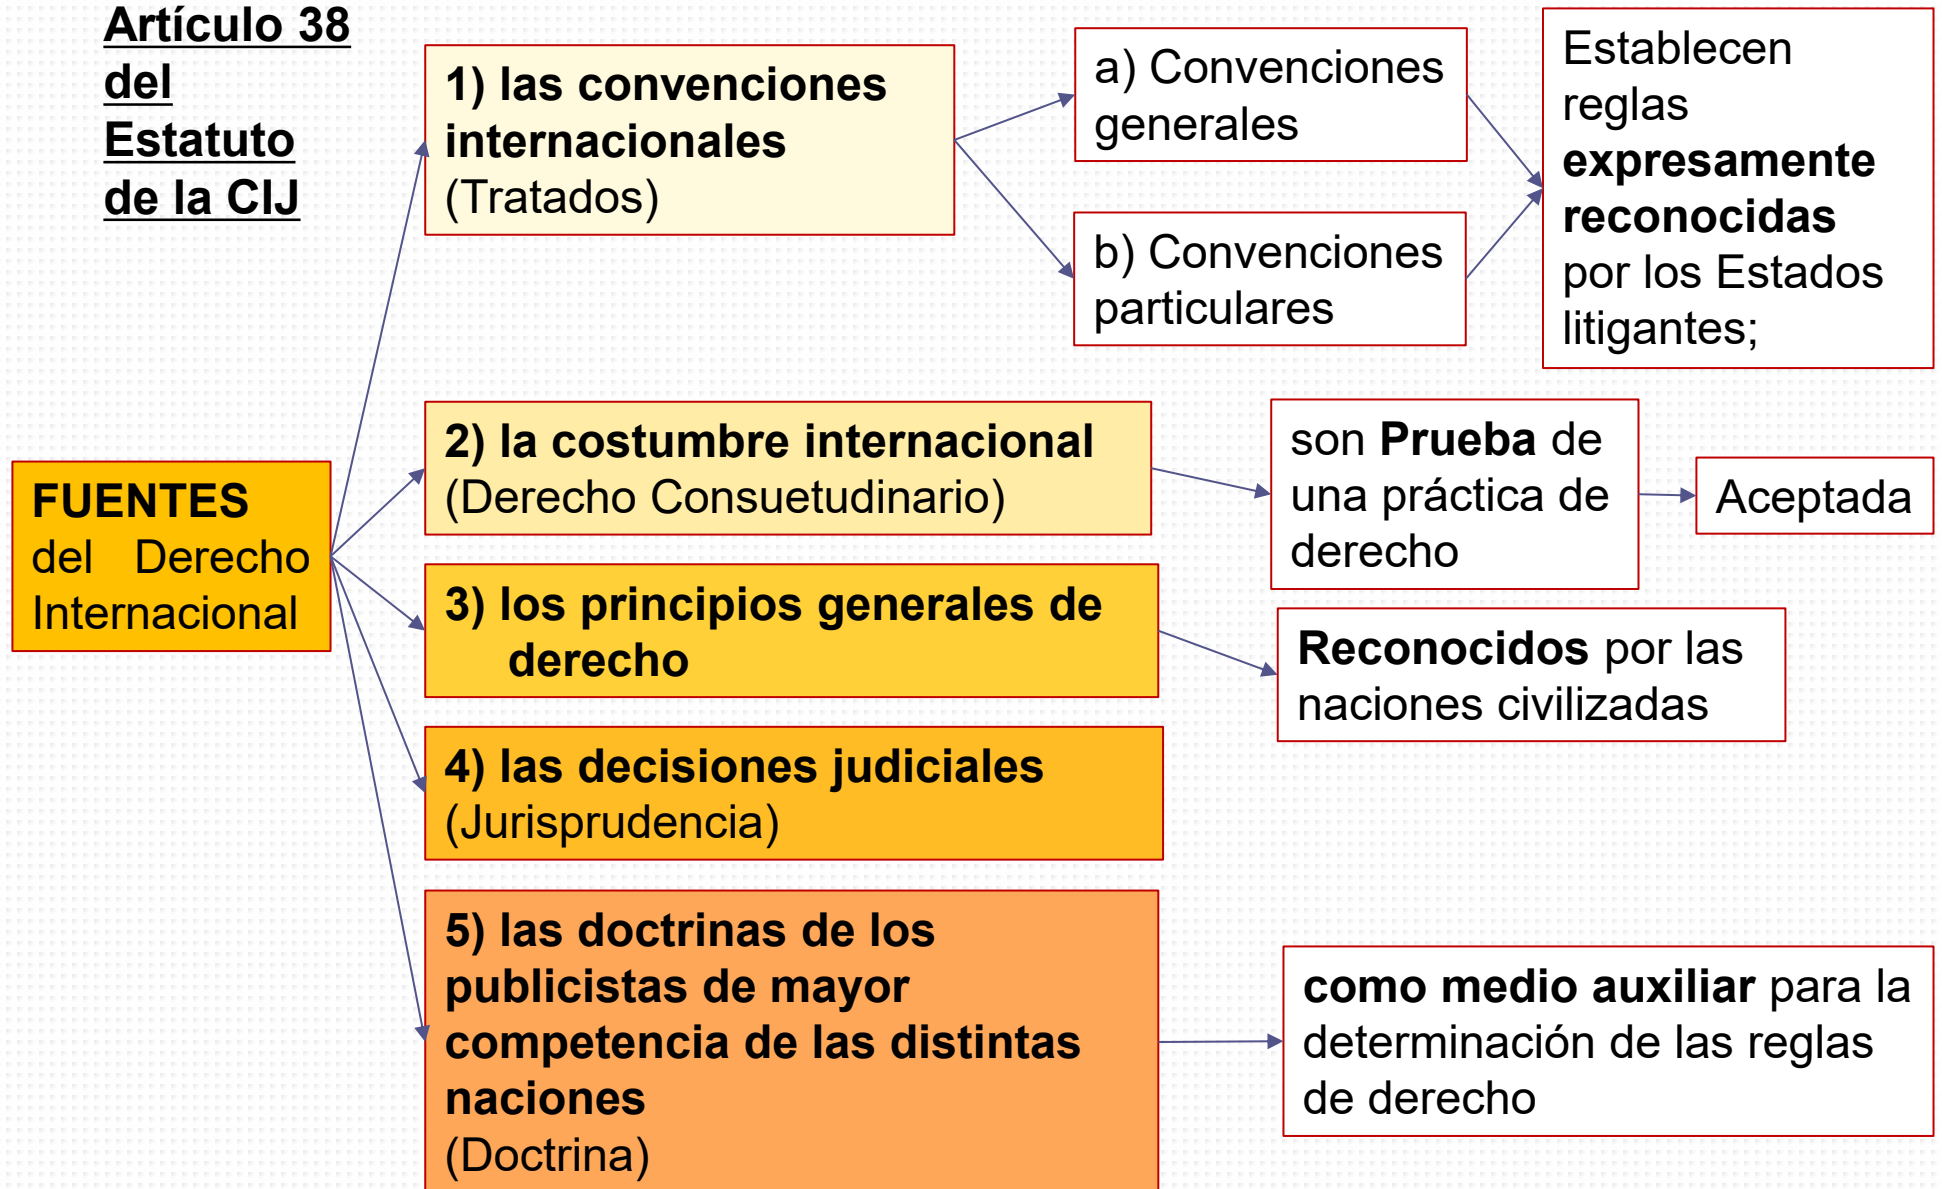 Artículo 38
del
Estatuto
de la CIJ
FUENTES
del Derecho
Internacional
1) las convenciones
internacionales
(Tratados)
a) Convenciones
generales
b) Convenciones
particulares
Establecen
reglas
expresamente
reconocidas
por los Estados
litigantes;
2) la costumbre internacional
(Derecho Consuetudinario)
son Prueba de
una práctica de
derecho
Aceptada
3) los principios generales de
derecho
Reconocidos por las
naciones civilizadas
4) las decisiones judiciales
(Jurisprudencia)
5) las doctrinas de los
publicistas de mayor
competencia de las distintas
naciones
(Doctrina)
como medio auxiliar para la
determinación de las reglas
de derecho